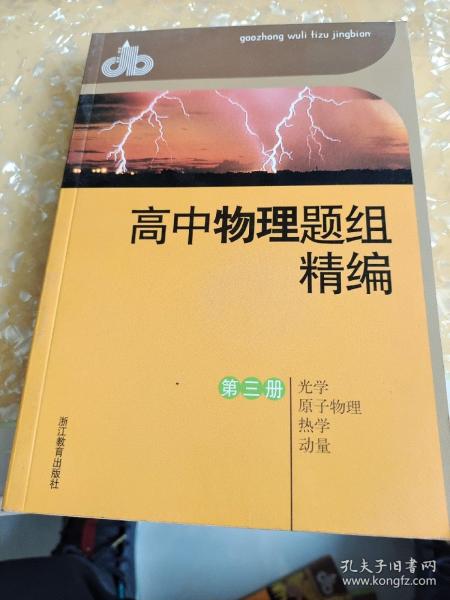 gaozhong wuli tizu jingbian
高中物理题组
精编
第三册
光学
原子物理
热学
动量
浙江教育出版社
孔夫子旧书网
www.kongfz.com